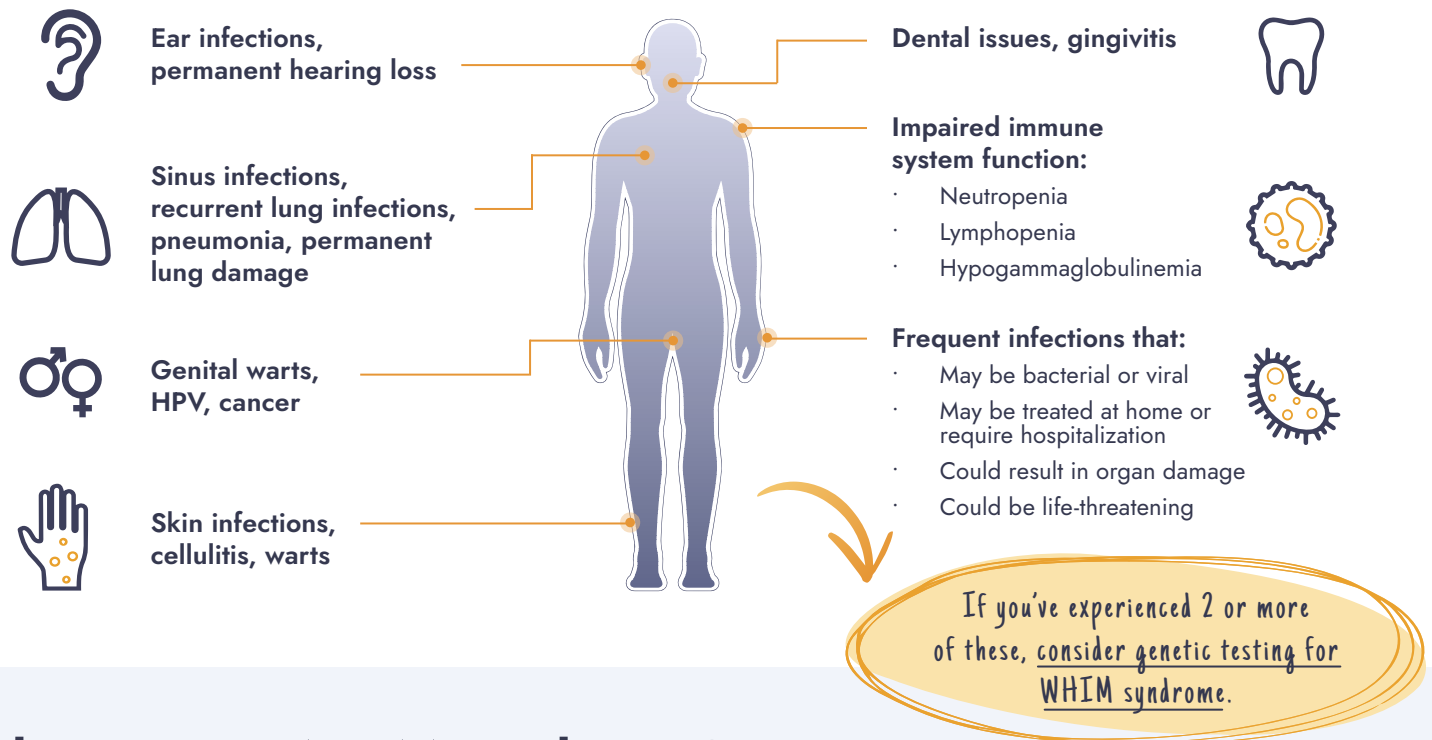 Ear infections,
permanent hearing loss
Sinus infections,
recurrent lung infections,
pneumonia, permanent
lung damage
Genital warts,
HPV, cancer
Skin infections,
cellulitis, warts
Dental issues, gingivitis
Impaired immune
system function:
· Neutropenia
· Lymphopenia
· Hypogammaglobulinemia
Frequent infections that:
· May be bacterial or viral
· May be treated at home or
require hospitalization
· Could result in organ damage
· Could be life-threatening
If you've experienced 2 or more
of these, consider genetic testing for
WHIM syndrome.